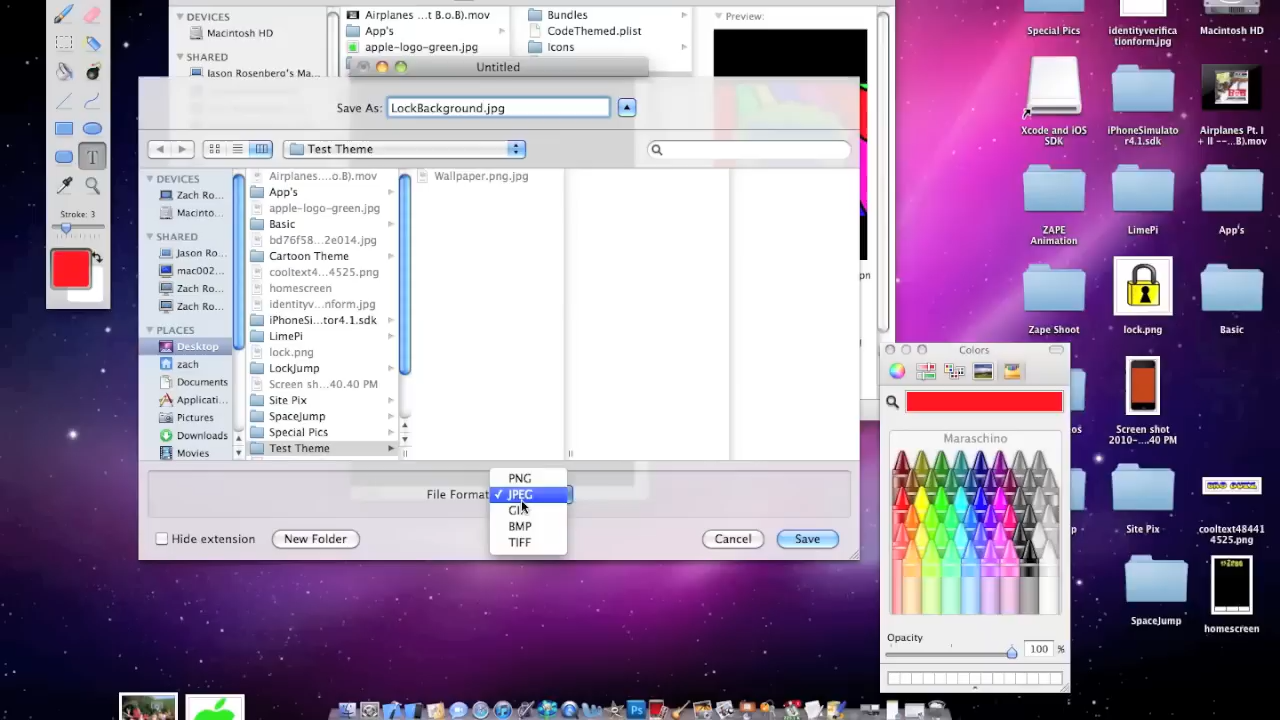 DEVICES
Macintosh HD
SHARED
Jason Rosenberg's Ma...
Airplanes ...t B.o.B).mov
App's
apple-logo-green.jpg
Bundles
CodeThemed.plist
Icons
Preview:
Untitled
Save As:
LockBackground.jpg
Test Theme
DEVICES
Zach Ro...
Macinto...
SHARED
Jason Ro...
mac002...
Zach Ro...
Zach Ro...
PLACES
Desktop
zach
Documents
Applicati...
Pictures
Downloads
Movies
Airplanes....o.B).mov
App's
apple-logo-green.jpg
Basic
bd76f58...2e014.jpg
Cartoon Theme
cooltext4...4525.png
homescreen
identityv...nform.jpg
iPhoneSi...tor4.1.sdk
LimePi
lock.png
LockJump
Screen sh...40.40 PM
Site Pix
SpaceJump
Special Pics
Test Theme
Wallpaper.png.jpg
File Format
PNG
✓ JPEG
BMP
TIFF
Hide extension
New Folder
Cancel
Save
T
Stroke: 3
Colors
Maraschino
Opacity
100 %
Special Pics
identityverifica
tionform.jpg
Macintosh HD
Xcode and iOS
SDK
iPhoneSimulato
r4.1.sdk
Airplanes Pt. I
+ II --...B).mov
ZAPE
Animation
LimePi
App's
Zape Shoot
lock.png
Basic
Screen shot
2010-...40 PM
Site Pix
cooltext48441
4525.png
SpaceJump
homescreen
Ps